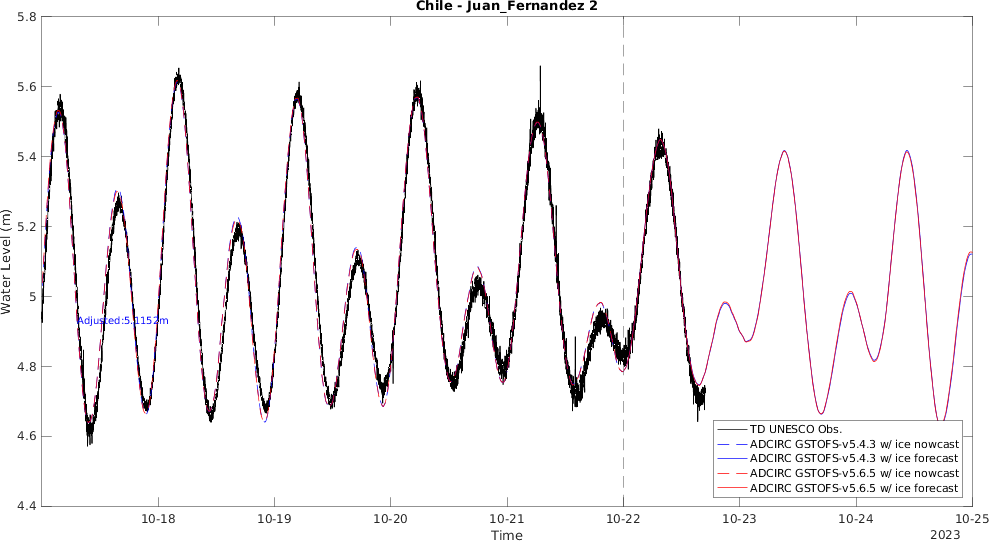 Chile - Juan_Fernandez 2
5.8
5.6
5.4
5.2
5
4.8
4.6
4.4
Water Level (m)
Adjusted:5.1152m
TD UNESCO Obs.
ADCIRC GSTOFS-v5.4.3 w/ ice nowcast
ADCIRC GSTOFS-v5.4.3 w/ ice forecast
ADCIRC GSTOFS-v5.6.5 w/ ice nowcast
ADCIRC GSTOFS-v5.6.5 w/ ice forecast
10-18 10-19 10-20 10-21 10-22 10-23 10-24 10-25
Time
2023